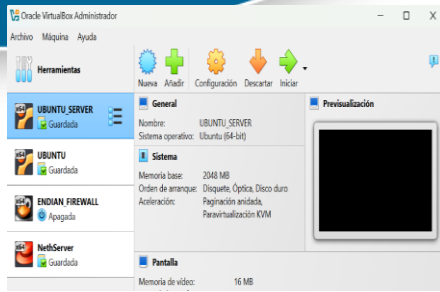 Oracle VirtualBox Administrador
Archivo Máquina Ayuda
Herramientas
Nueva Añadir Configuración Descartar Iniciar
UBUNTU_SERVER
Guardada
UBUNTU
Guardada
ENDIAN_FIREWALL
Apagada
NethServer
Guardada
General
Nombre: UBUNTU_SERVER
Sistema operativo: Ubuntu (64-bit)
Sistema
Memoria base: 2048 MB
Orden de arranque: Disquete, Óptica, Disco duro
Aceleración: Paginación anidada,
Paravirtualización KVM
Pantalla
Memoria de vídeo: 16 MB
Previsualización